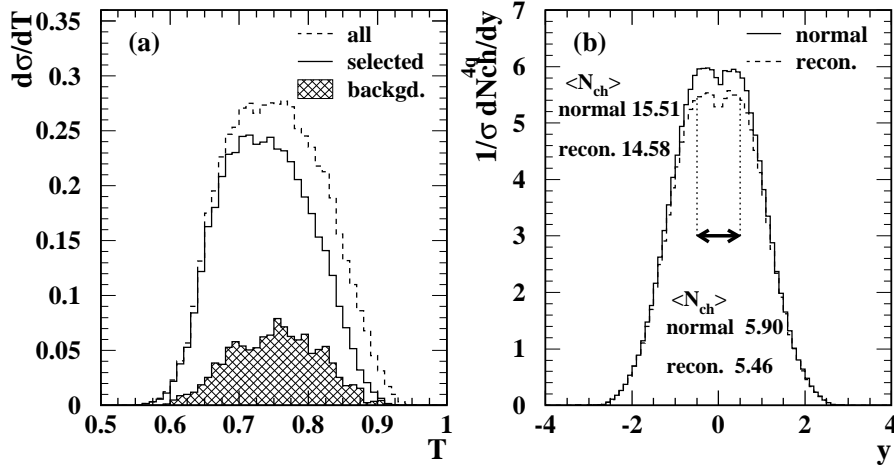 dσ/dT
(a)
all
selected
backgd.
0.35
0.3
0.25
0.2
0.15
0.1
0.05
0
0.5 0.6 0.7 0.8 0.9 1
T
1/σ dNch/dy
4q
(b)
normal
recon.
<N_ch>
normal 15.51
recon. 14.58
<N_ch>
normal 5.90
recon. 5.46
7
6
5
4
3
2
1
0
-4 -2 0 2 4
y